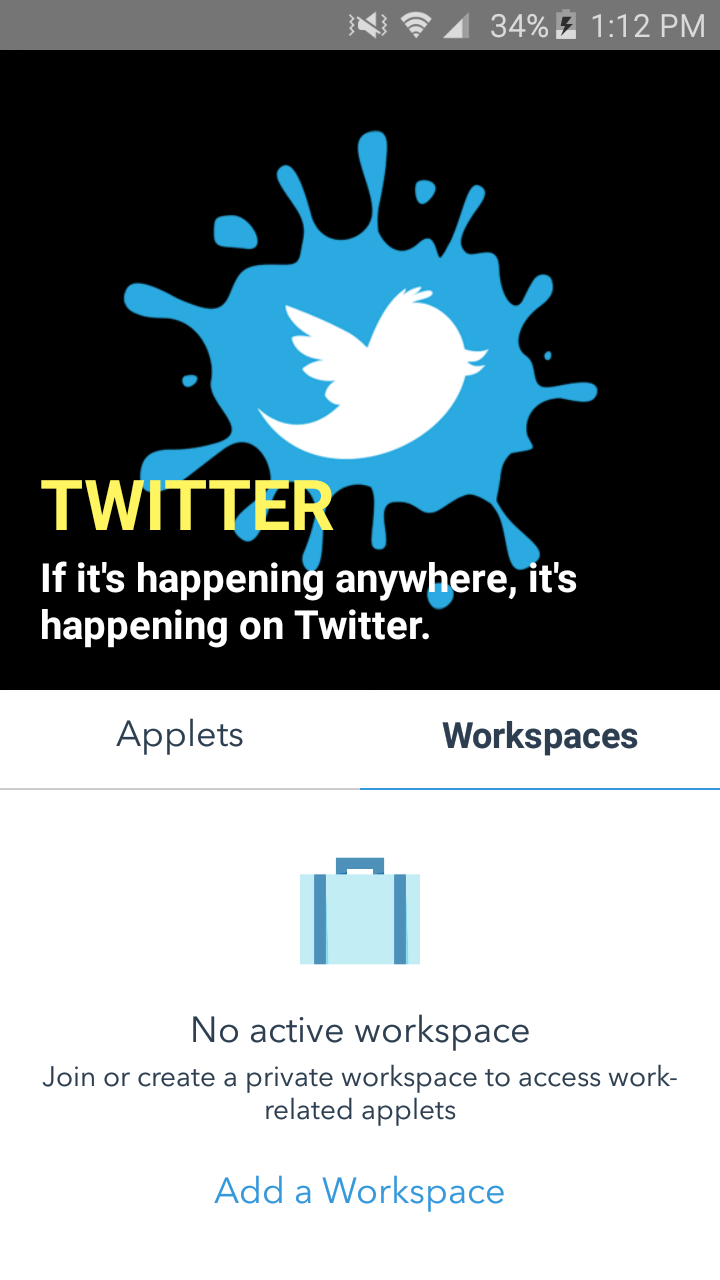 34% 1:12 PM
TWITTER
If it's happening anywhere, it's
happening on Twitter.
Applets
Workspaces
No active workspace
Join or create a private workspace to access work-
related applets
Add a Workspace